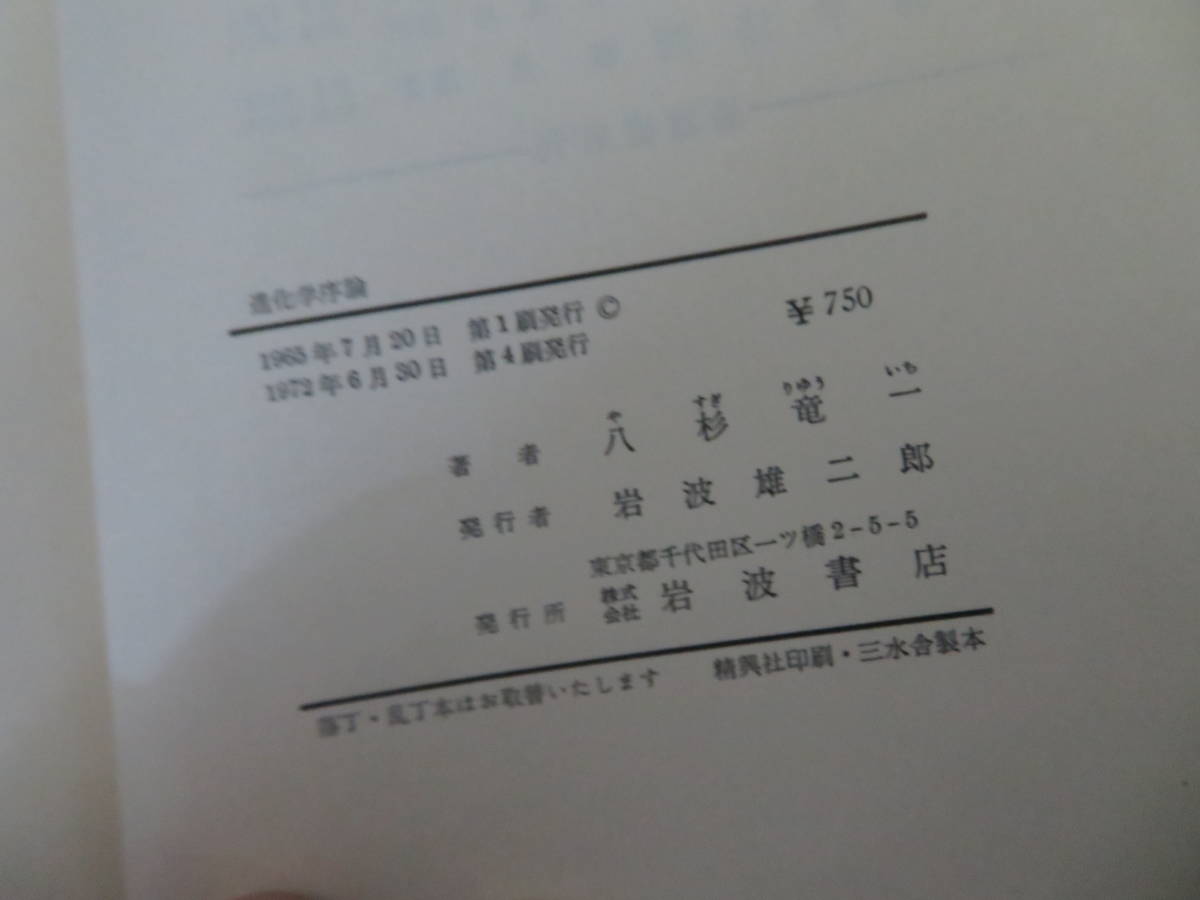 進化学序論
1965年7月20日 第1刷発行 ©
1972年6月30日 第4刷発行
¥750
や すぎ りゆう いち
著者 八杉竜一
発行者 岩波雄二郎
東京都千代田区一ツ橋2-5-5
発行所 株式会社 岩波書店
落丁・乱丁本はお取替いたします 精興社印刷・三水舎製本